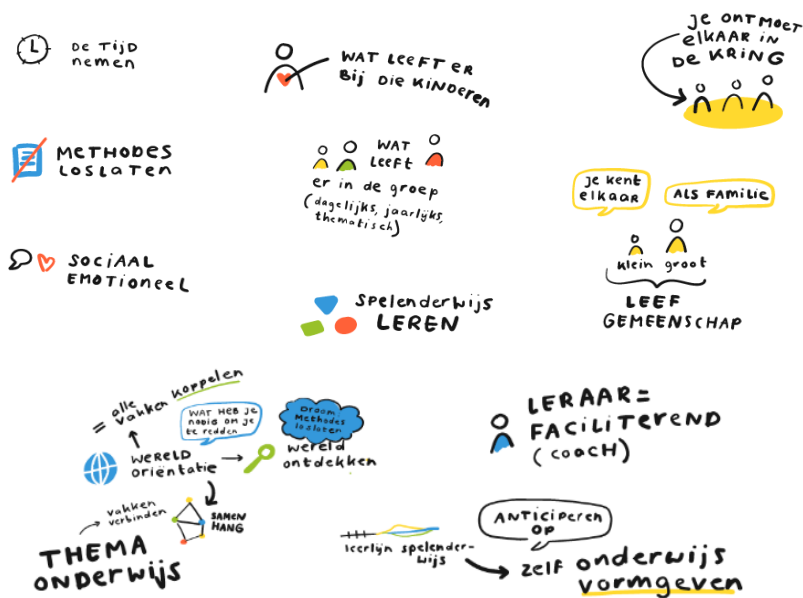 DE TIJD
nemen
WAT LEEFT ER
BIJ DIE KINDEREN
JE ONTMOET
ELKAAR IN
DE KRING
METHODES
LOSLATEN
WAT
LEEFT
er in de groep
(dagelijks, jaarlijks,
thematisch)
je kent
elkaar
ALS FAMILIE
klein groot
LEEF
GEMEENSCHAP
SOCIAAL
EMOTIONEEL
SPELENDERWIJS
LEREN
= alle
vakken koppelen
WAT HEB JE
NODIG OM JE
TE REDDEN
DROOM:
METHODES
LOSLATEN
WERELD
ORIËNTATIE
WERELD
ONTDEKKEN
vakken
verbinden
SAMEN
HANG
THEMA
ONDERWIJS
LERAAR =
FACILITEREND
(COACH)
leerlijn spelender-
wijs
ANTICIPEREN
OP
zelf onderwijs
vormgeven